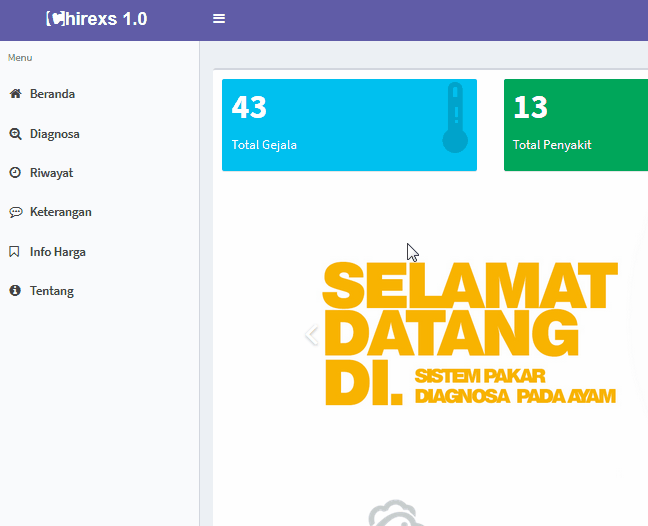 Chirexs 1.0
Menu
Beranda
Diagnosa
Riwayat
Keterangan
Info Harga
Tentang
43
Total Gejala
13
Total Penyakit
SELAMAT
DATANG
DI.
SISTEM PAKAR
DIAGNOSA PADA AYAM